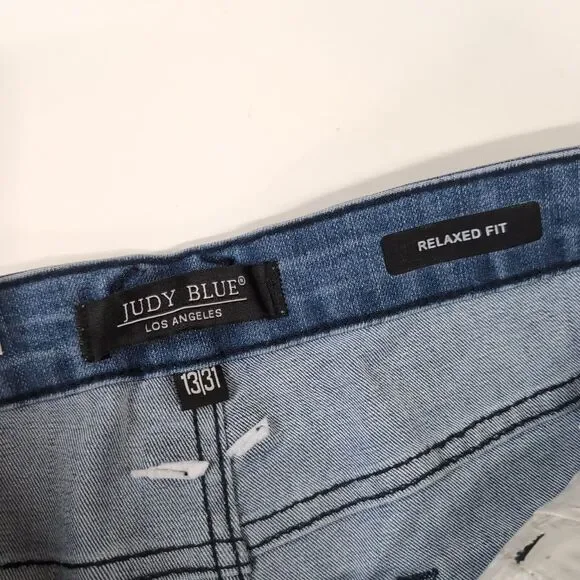 RELAXED FIT
JUDY BLUE®
LOS ANGELES
13|31